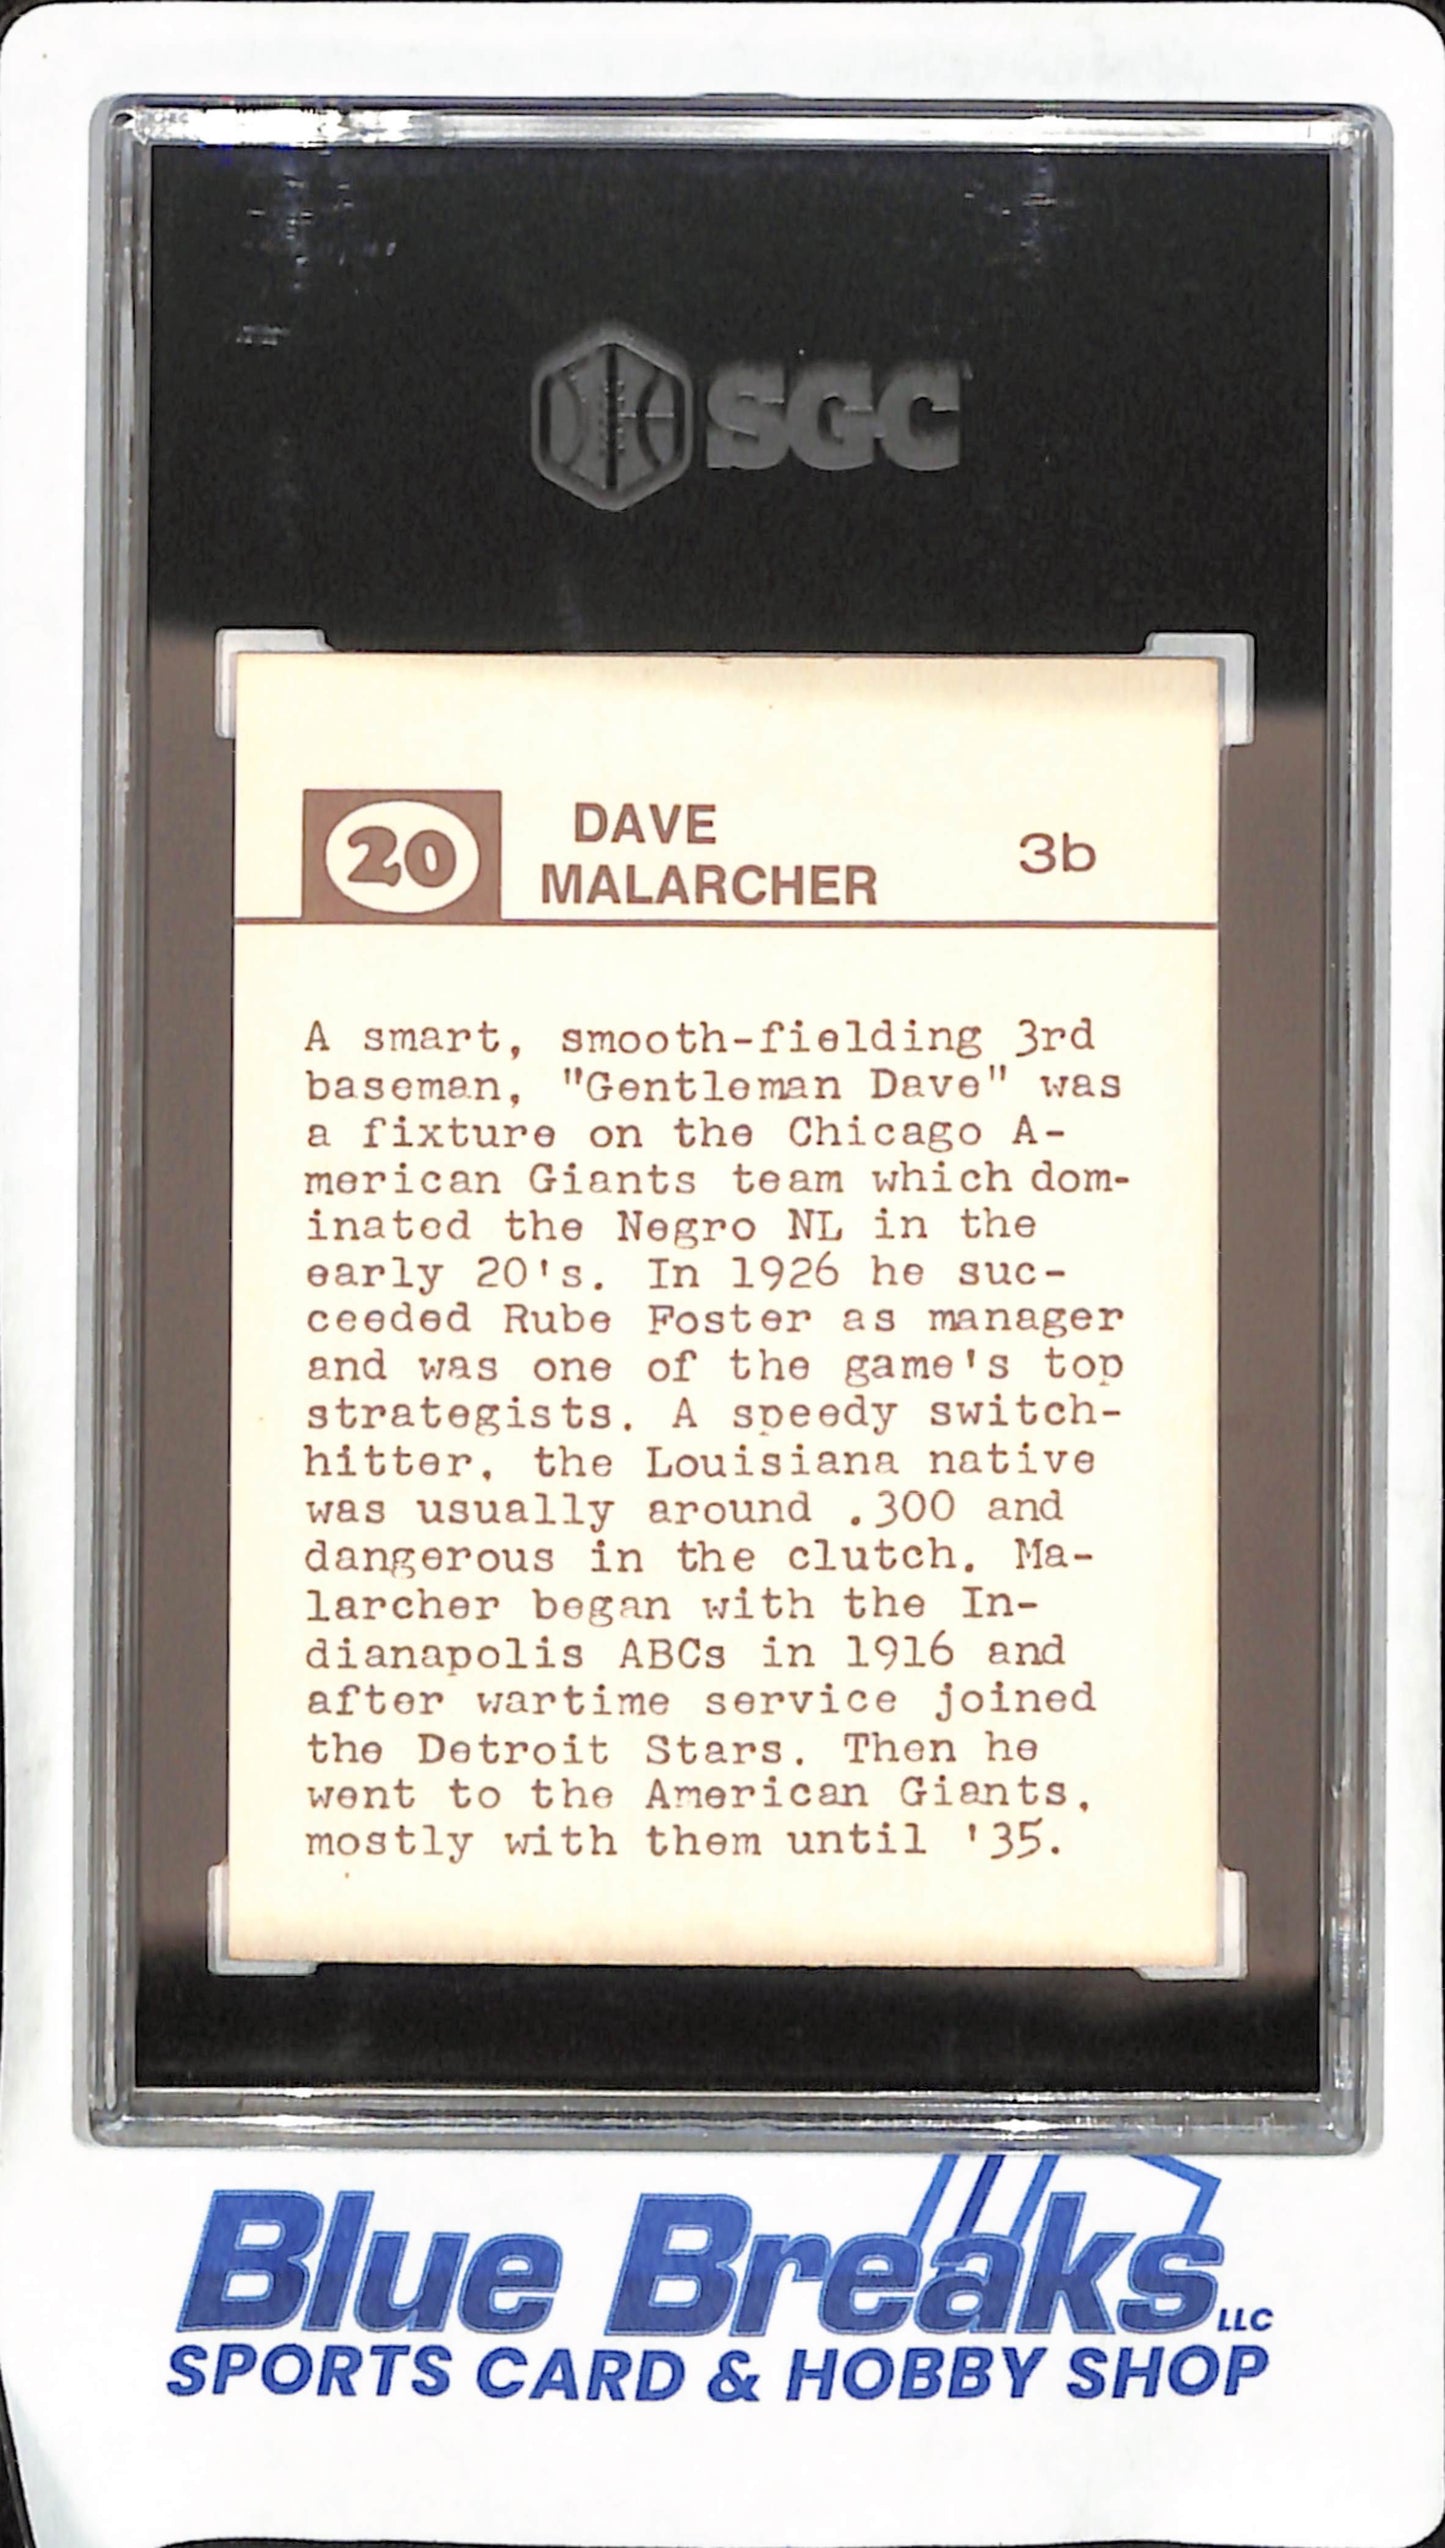 SGC
20
DAVE
MALARCHER
3b
A smart, smooth-fielding 3rd
baseman, "Gentleman Dave" was
a fixture on the Chicago A-
merican Giants team which dom-
inated the Negro NL in the
early 20's. In 1926 he suc-
ceeded Rube Foster as manager
and was one of the game's top
strategists. A speedy switch-
hitter, the Louisiana native
was usually around .300 and
dangerous in the clutch. Ma-
larcher began with the In-
dianapolis ABCs in 1916 and
after wartime service joined
the Detroit Stars. Then he
went to the American Giants,
mostly with them until '35.
Blue Breaks LLC
SPORTS CARD & HOBBY SHOP